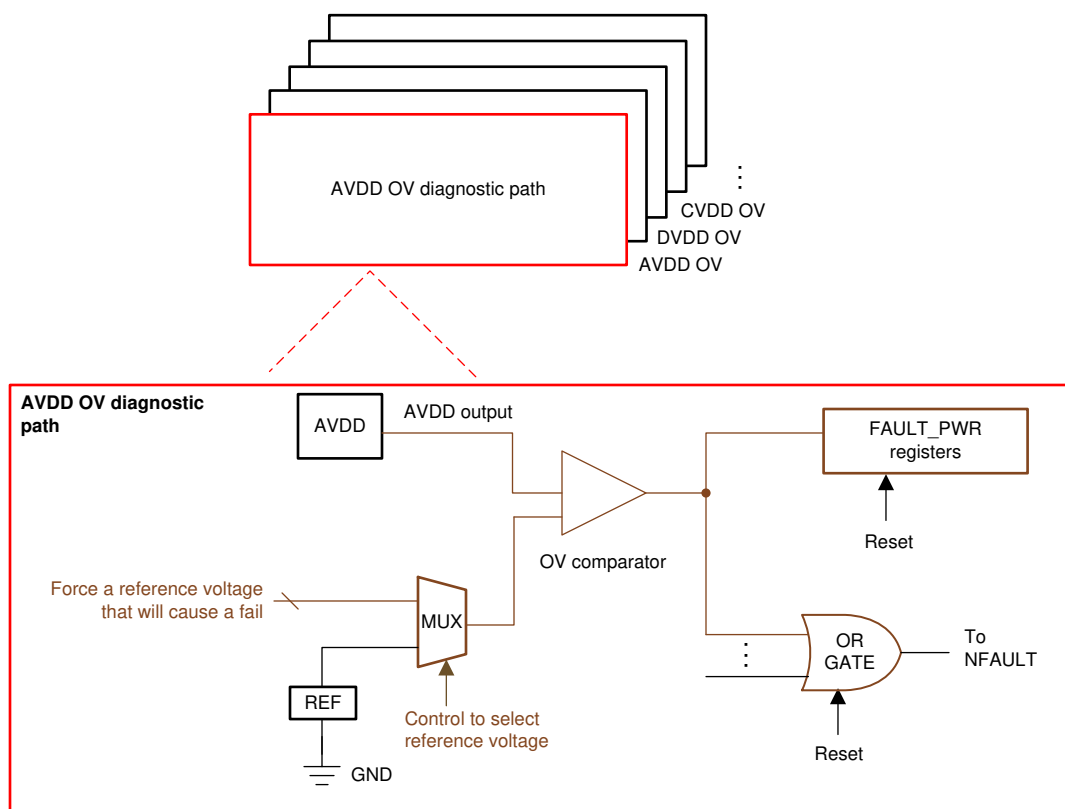 AVDD OV diagnostic path
⋮
CVDD OV
DVDD OV
AVDD OV
AVDD OV diagnostic
path
AVDD
AVDD output
FAULT_PWR
registers
Reset
OV comparator
Force a reference voltage
that will cause a fail
MUX
REF
GND
Control to select
reference voltage
⋮
OR
GATE
To
NFAULT
Reset